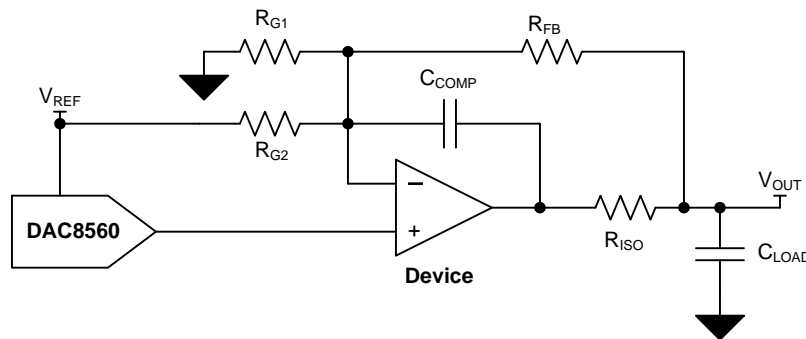 RG1
RFB
CCOMP
VREF
RG2
VOUT
DAC8560
−
+
RISO
Device
CLOAD